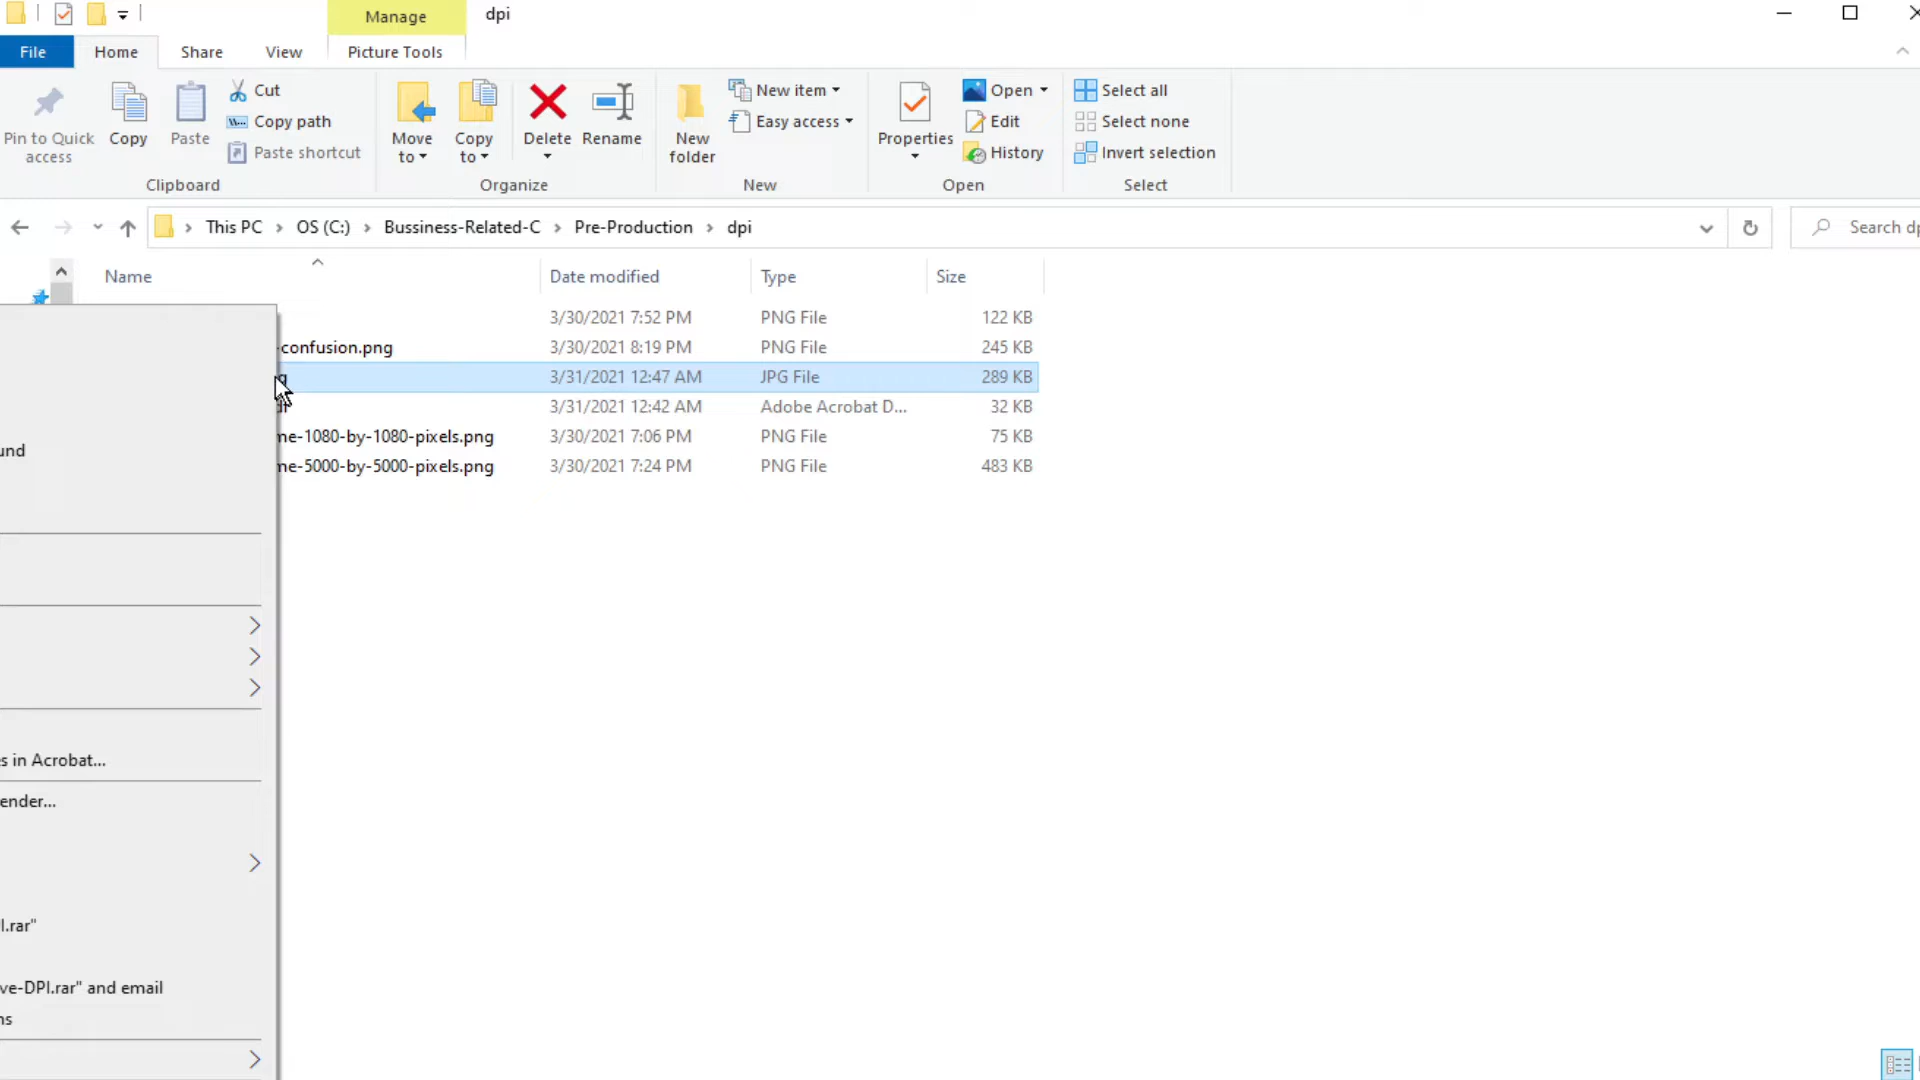 Manage
dpi
File
Home
Share
View
Picture Tools
Pin to Quick access
Copy
Paste
Cut
Copy path
Paste shortcut
Clipboard
Move to
Copy to
Delete
Rename
Organize
New folder
New item
Easy access
New
Properties
Open
Edit
History
Open
Select all
Select none
Invert selection
Select
This PC > OS (C:) > Bussiness-Related-C > Pre-Production > dpi
Search dp
Name Date modified Type Size
3/30/2021 7:52 PM PNG File 122 KB
-confusion.png 3/30/2021 8:19 PM PNG File 245 KB
3/31/2021 12:47 AM JPG File 289 KB
3/31/2021 12:42 AM Adobe Acrobat D... 32 KB
me-1080-by-1080-pixels.png 3/30/2021 7:06 PM PNG File 75 KB
me-5000-by-5000-pixels.png 3/30/2021 7:24 PM PNG File 483 KB
und
s in Acrobat...
ender...
I.rar"
ve-DPI.rar" and email
ns